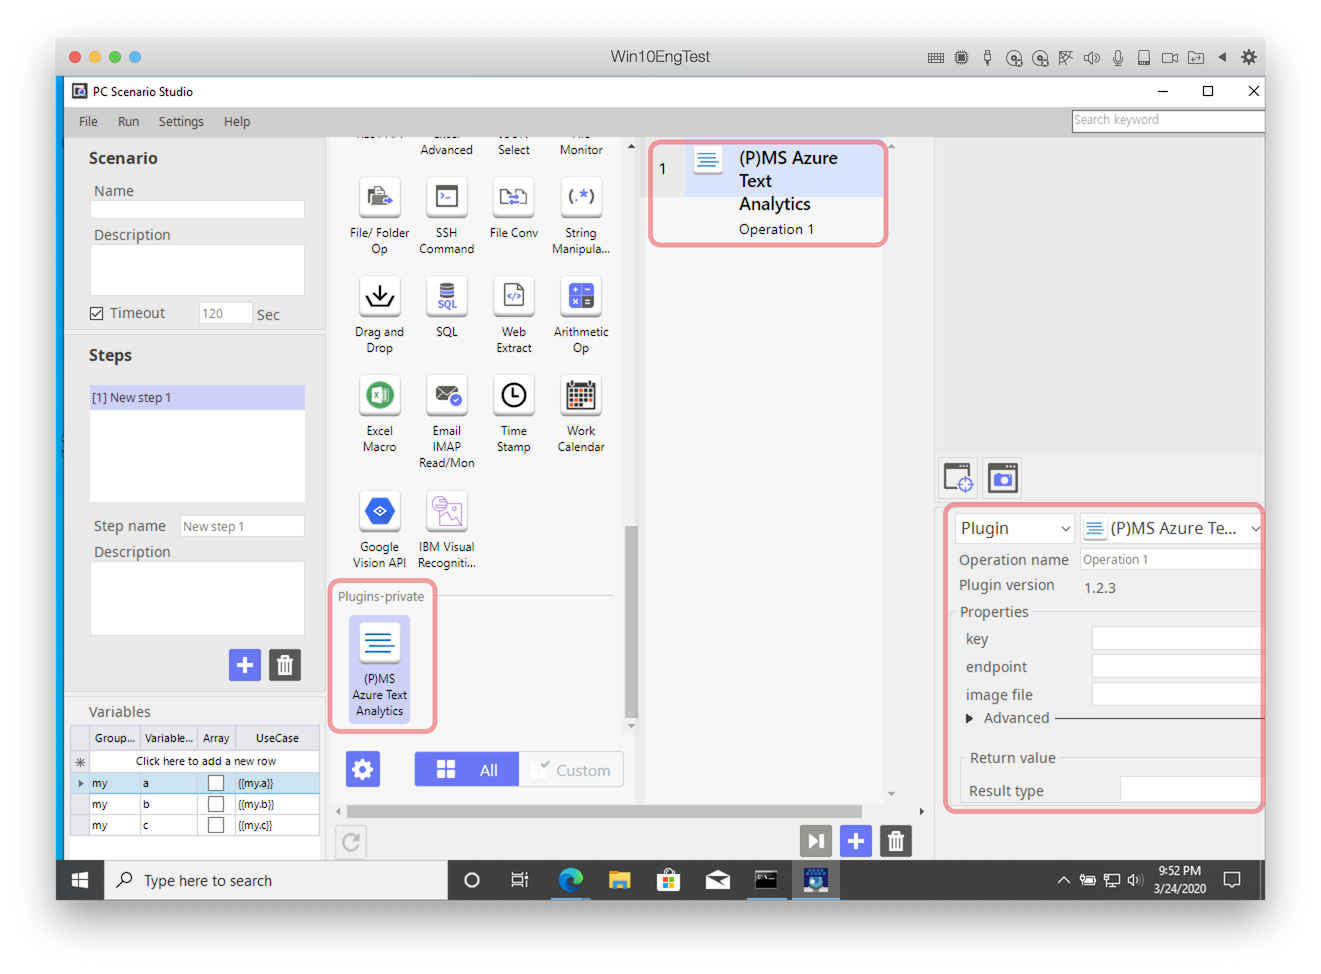 Win10EngTest
PC Scenario Studio
File Run Settings Help
Search keyword
Scenario
Name
Description
Timeout 120 Sec
Steps
[1] New step 1
Step name New step 1
Description
Variables
Group... Variable... Array UseCase
Click here to add a new row
my a {{my.a}}
my b {{my.b}}
my c {{my.c}}
Advanced
Select
Monitor
File/ Folder
Op
SSH
Command
File Conv
String
Manipula...
Drag and
Drop
SQL
SQL
Web
Extract
Arithmetic
Op
Excel
Macro
Email
IMAP
Read/Mon
Time
Stamp
Work
Calendar
(.*)
Google
Vision API
IBM Visual
Recogniti...
Plugins-private
(P)MS
Azure Text
Analytics
All
Custom
1
(P)MS Azure
Text
Analytics
Operation 1
Plugin (P)MS Azure Te...
Operation name Operation 1
Plugin version 1.2.3
Properties
key
endpoint
image file
Advanced
Return value
Result type
Type here to search
9:52 PM
3/24/2020